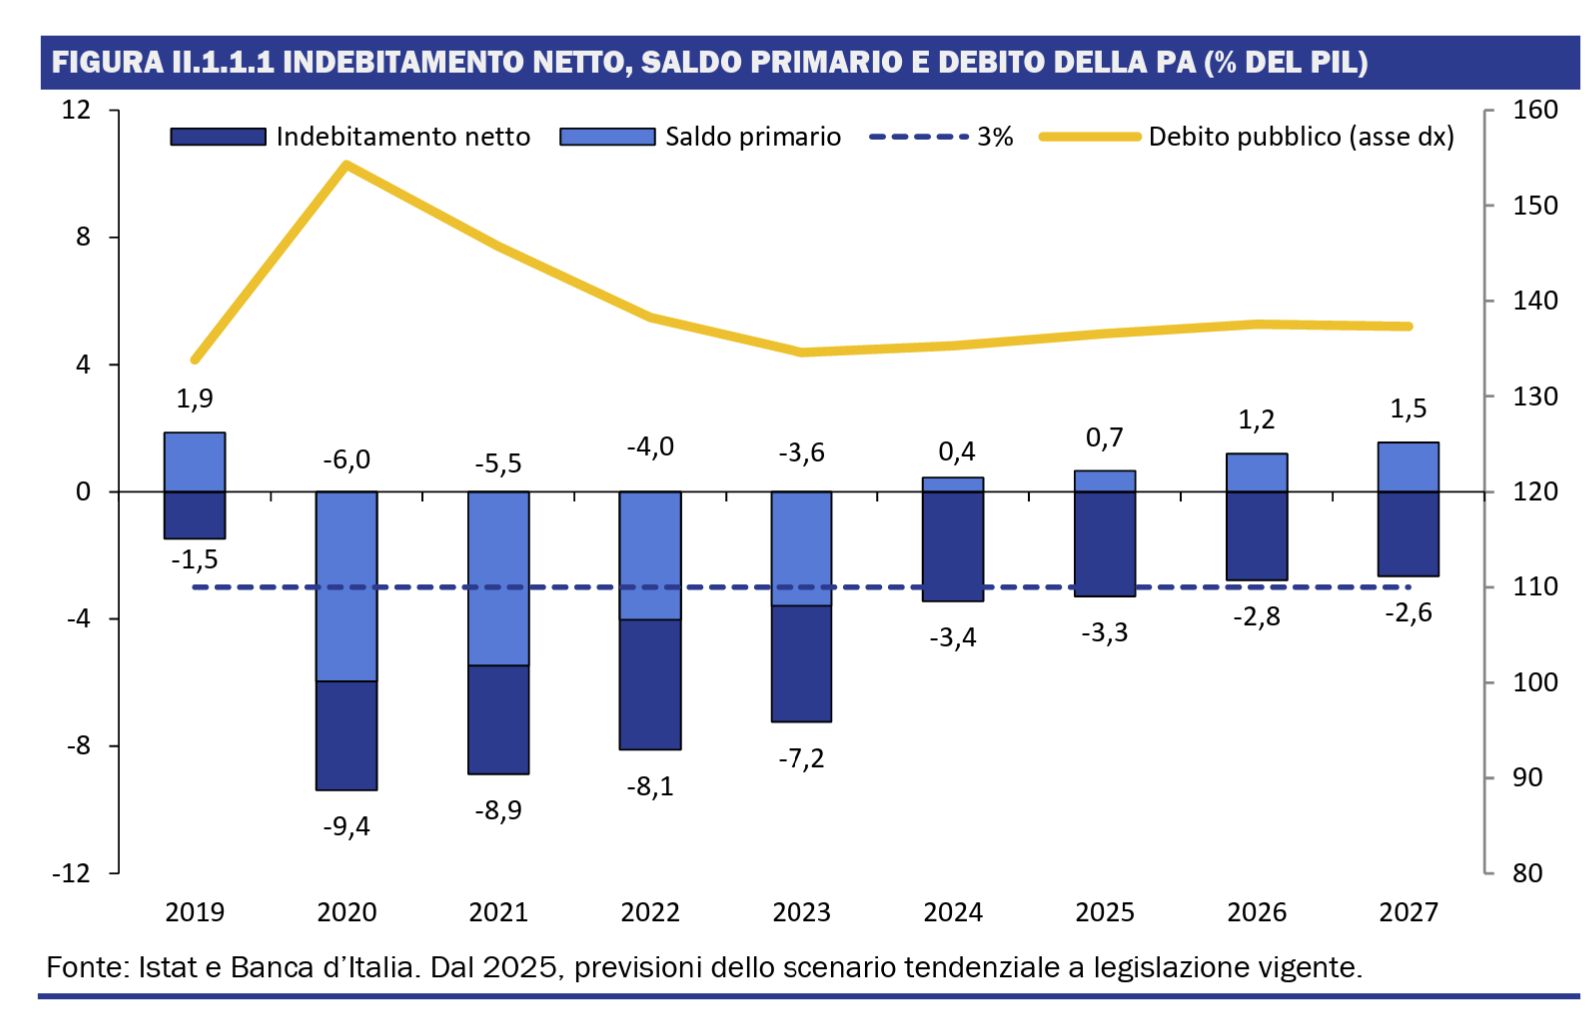 FIGURA II.1.1.1 INDEBITAMENTO NETTO, SALDO PRIMARIO E DEBITO DELLA PA (% DEL PIL)
12 160
Indebitamento netto Saldo primario 3% Debito pubblico (asse dx)
150
8
140
4
130
1,9 -6,0 -5,5 -4,0 -3,6 0,4 0,7 1,2 1,5
0 120
-1,5 -9,4 -8,9 -8,1 -7,2 -3,4 -3,3 -2,8 -2,6
110
-4
100
-8
90
-12 80
2019 2020 2021 2022 2023 2024 2025 2026 2027
Fonte: Istat e Banca d’Italia. Dal 2025, previsioni dello scenario tendenziale a legislazione vigente.